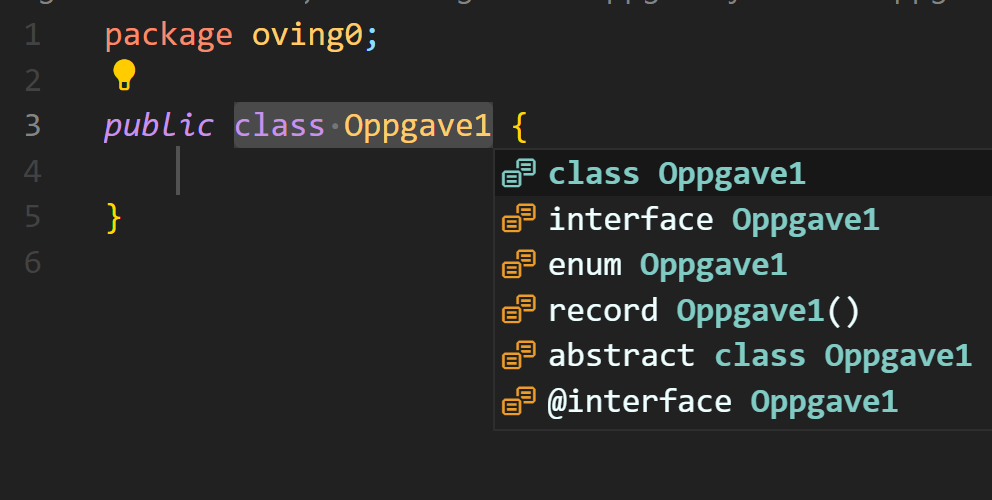 1 package oving0;
2
3 public class Oppgave1 {
4
5 }
6
class Oppgave1
interface Oppgave1
enum Oppgave1
record Oppgave1()
abstract class Oppgave1
@interface Oppgave1